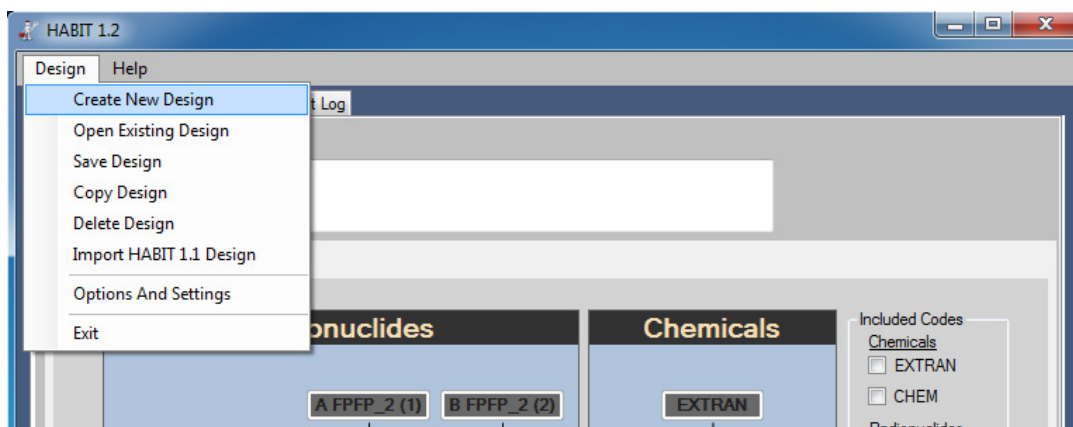 HABIT 1.2
Design Help
Create New Design
t Log
Open Existing Design
Save Design
Copy Design
Delete Design
Import HABIT 1.1 Design
Options And Settings
Exit
onuclides
Chemicals
Included Codes
Chemicals
EXTRAN
CHEM
A FPFP_2 (1) B FPFP_2 (2) EXTRAN
Radionuclides